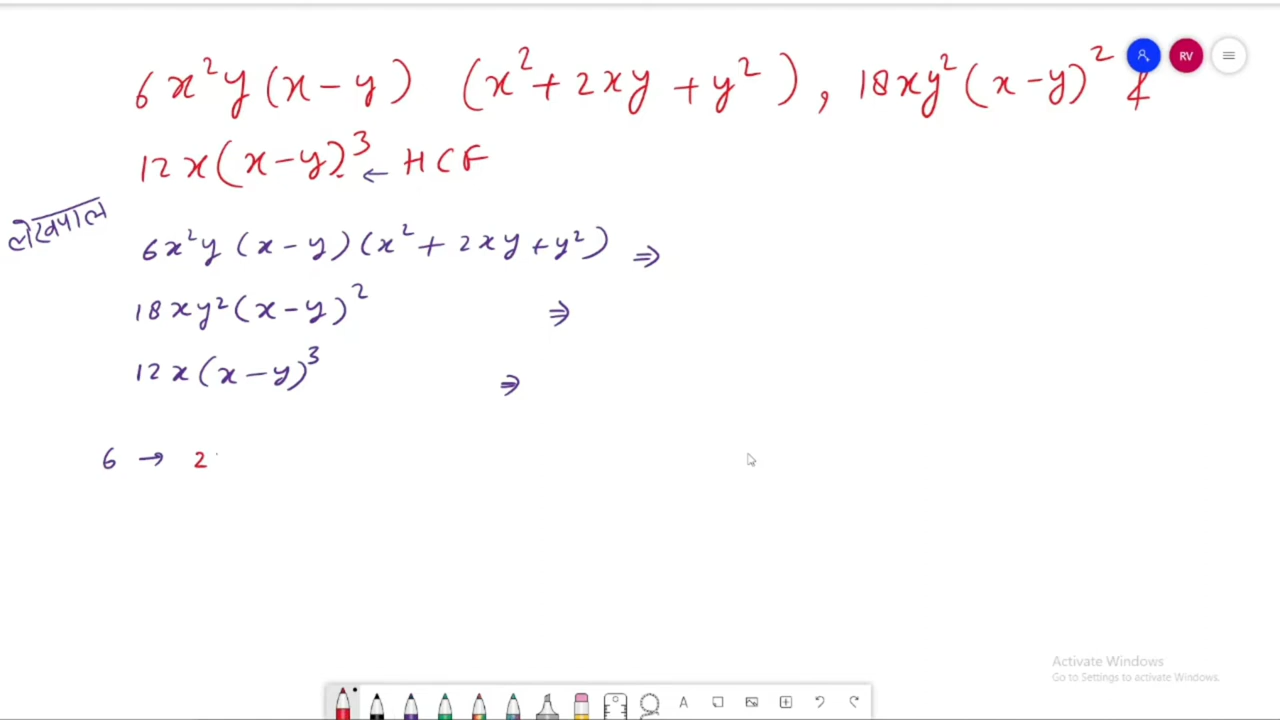 6x²y(x-y) (x²+2xy+y²), 18xy²(x-y)² &
RV
12x(x-y)³ ← HCF
लेखपाल
6x²y(x-y)(x²+2xy+y²) ⇒
18xy²(x-y)² ⇒
12x(x-y)³ ⇒
6 → 2
Activate Windows
Go to Settings to activate Windows.
A